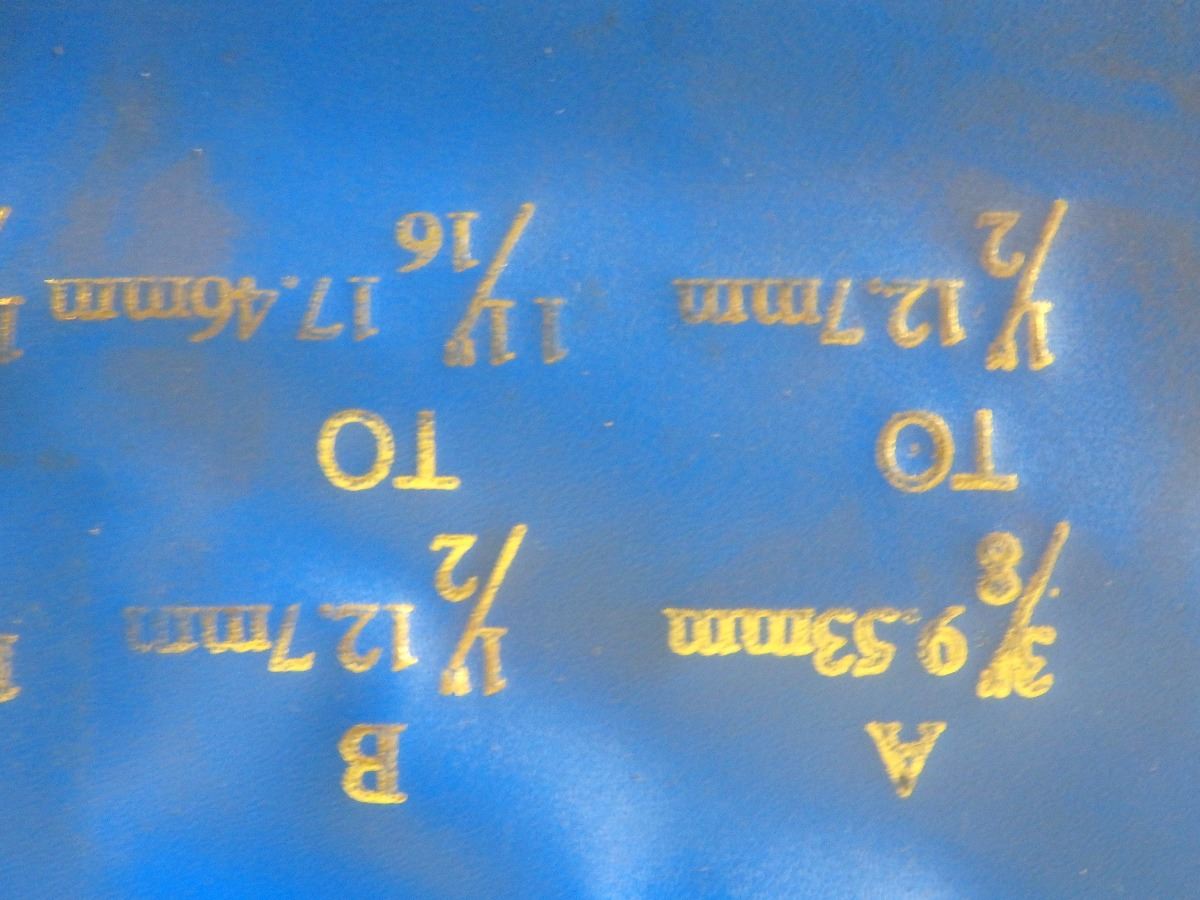 A
3/8" 9.53mm
TO
1/2" 12.7mm
B
1/2" 12.7mm
TO
11/16" 17.46mm